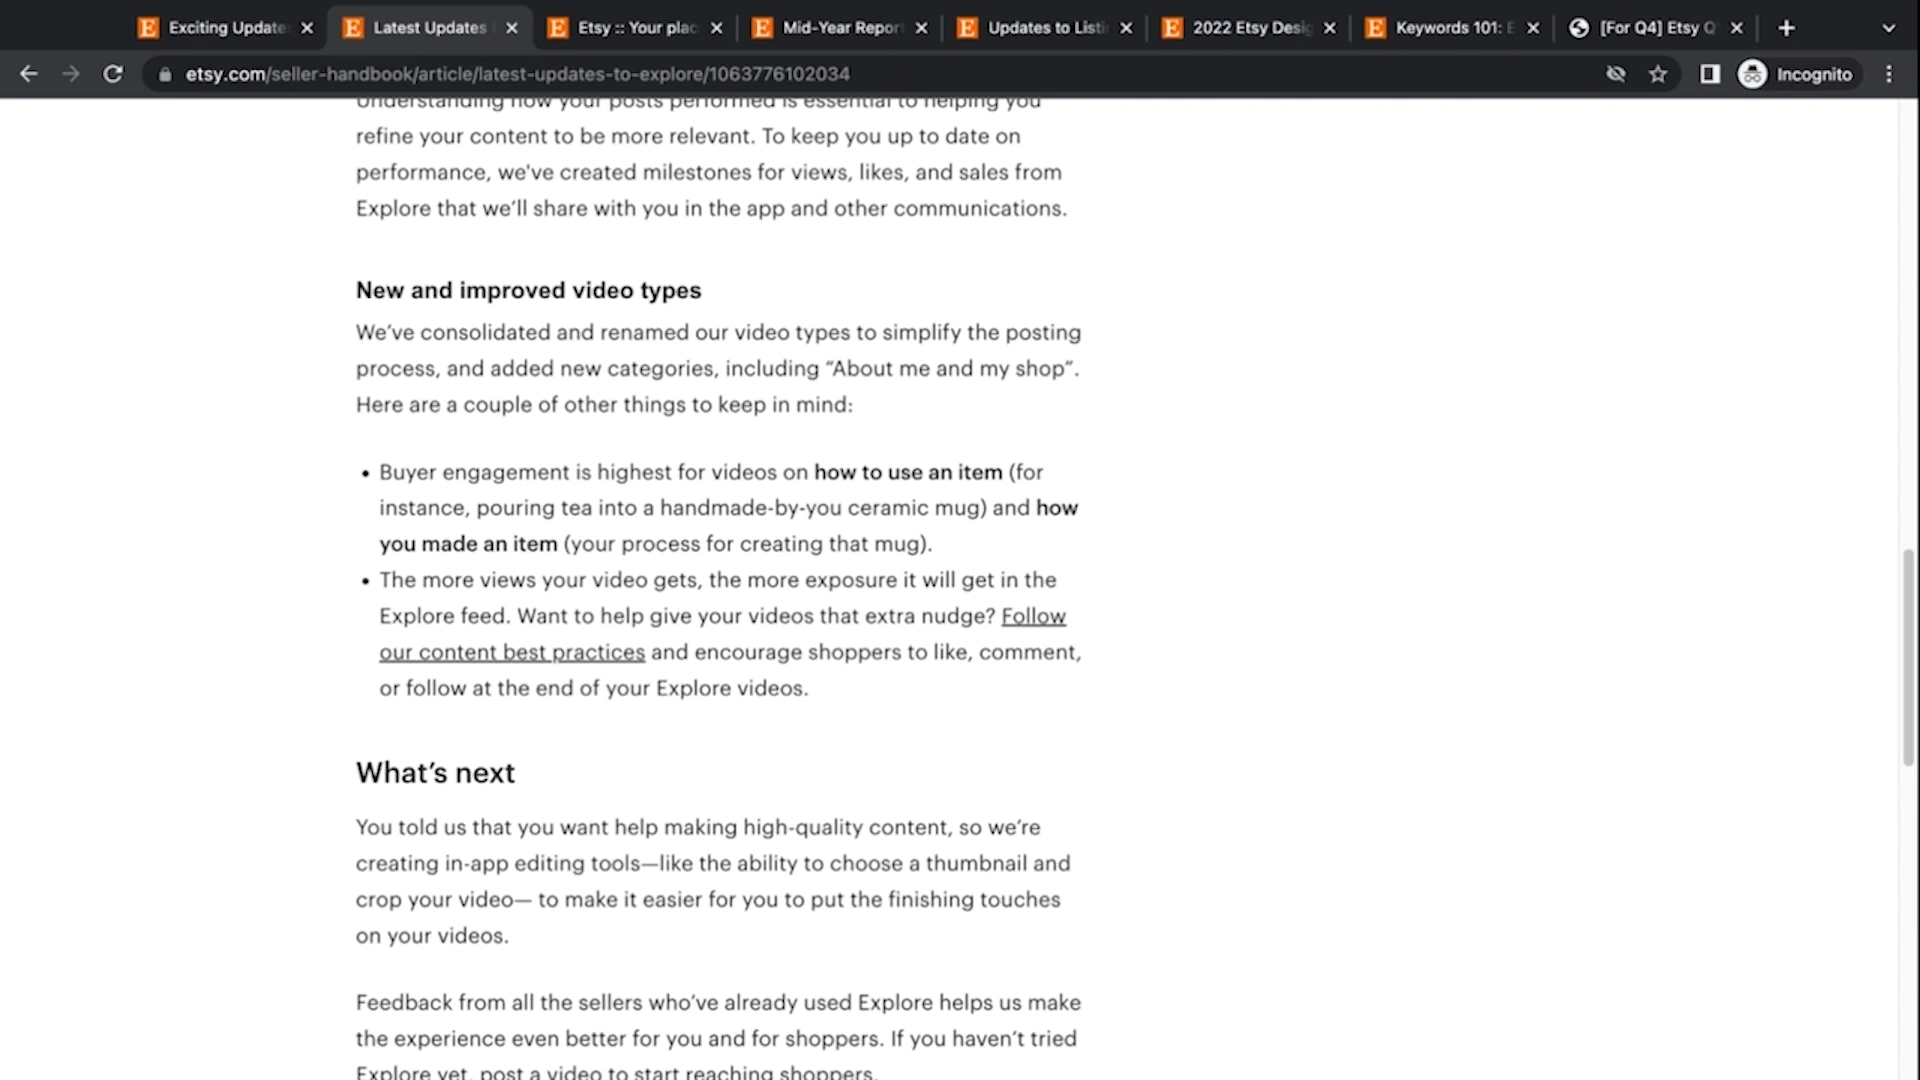 Exciting Update
Latest Updates
Etsy :: Your plac
Mid-Year Repor
Updates to Listi
2022 Etsy Desig
Keywords 101: E
[For Q4] Etsy Q
etsy.com/seller-handbook/article/latest-updates-to-explore/1063776102034
Incognito
Understanding how your posts performed is essential to helping you
refine your content to be more relevant. To keep you up to date on
performance, we've created milestones for views, likes, and sales from
Explore that we’ll share with you in the app and other communications.
New and improved video types
We’ve consolidated and renamed our video types to simplify the posting
process, and added new categories, including “About me and my shop”.
Here are a couple of other things to keep in mind:
• Buyer engagement is highest for videos on how to use an item (for
instance, pouring tea into a handmade-by-you ceramic mug) and how
you made an item (your process for creating that mug).
• The more views your video gets, the more exposure it will get in the
Explore feed. Want to help give your videos that extra nudge? Follow
our content best practices and encourage shoppers to like, comment,
or follow at the end of your Explore videos.
What’s next
You told us that you want help making high-quality content, so we’re
creating in-app editing tools—like the ability to choose a thumbnail and
crop your video— to make it easier for you to put the finishing touches
on your videos.
Feedback from all the sellers who’ve already used Explore helps us make
the experience even better for you and for shoppers. If you haven’t tried
Explore yet, post a video to start reaching shoppers.